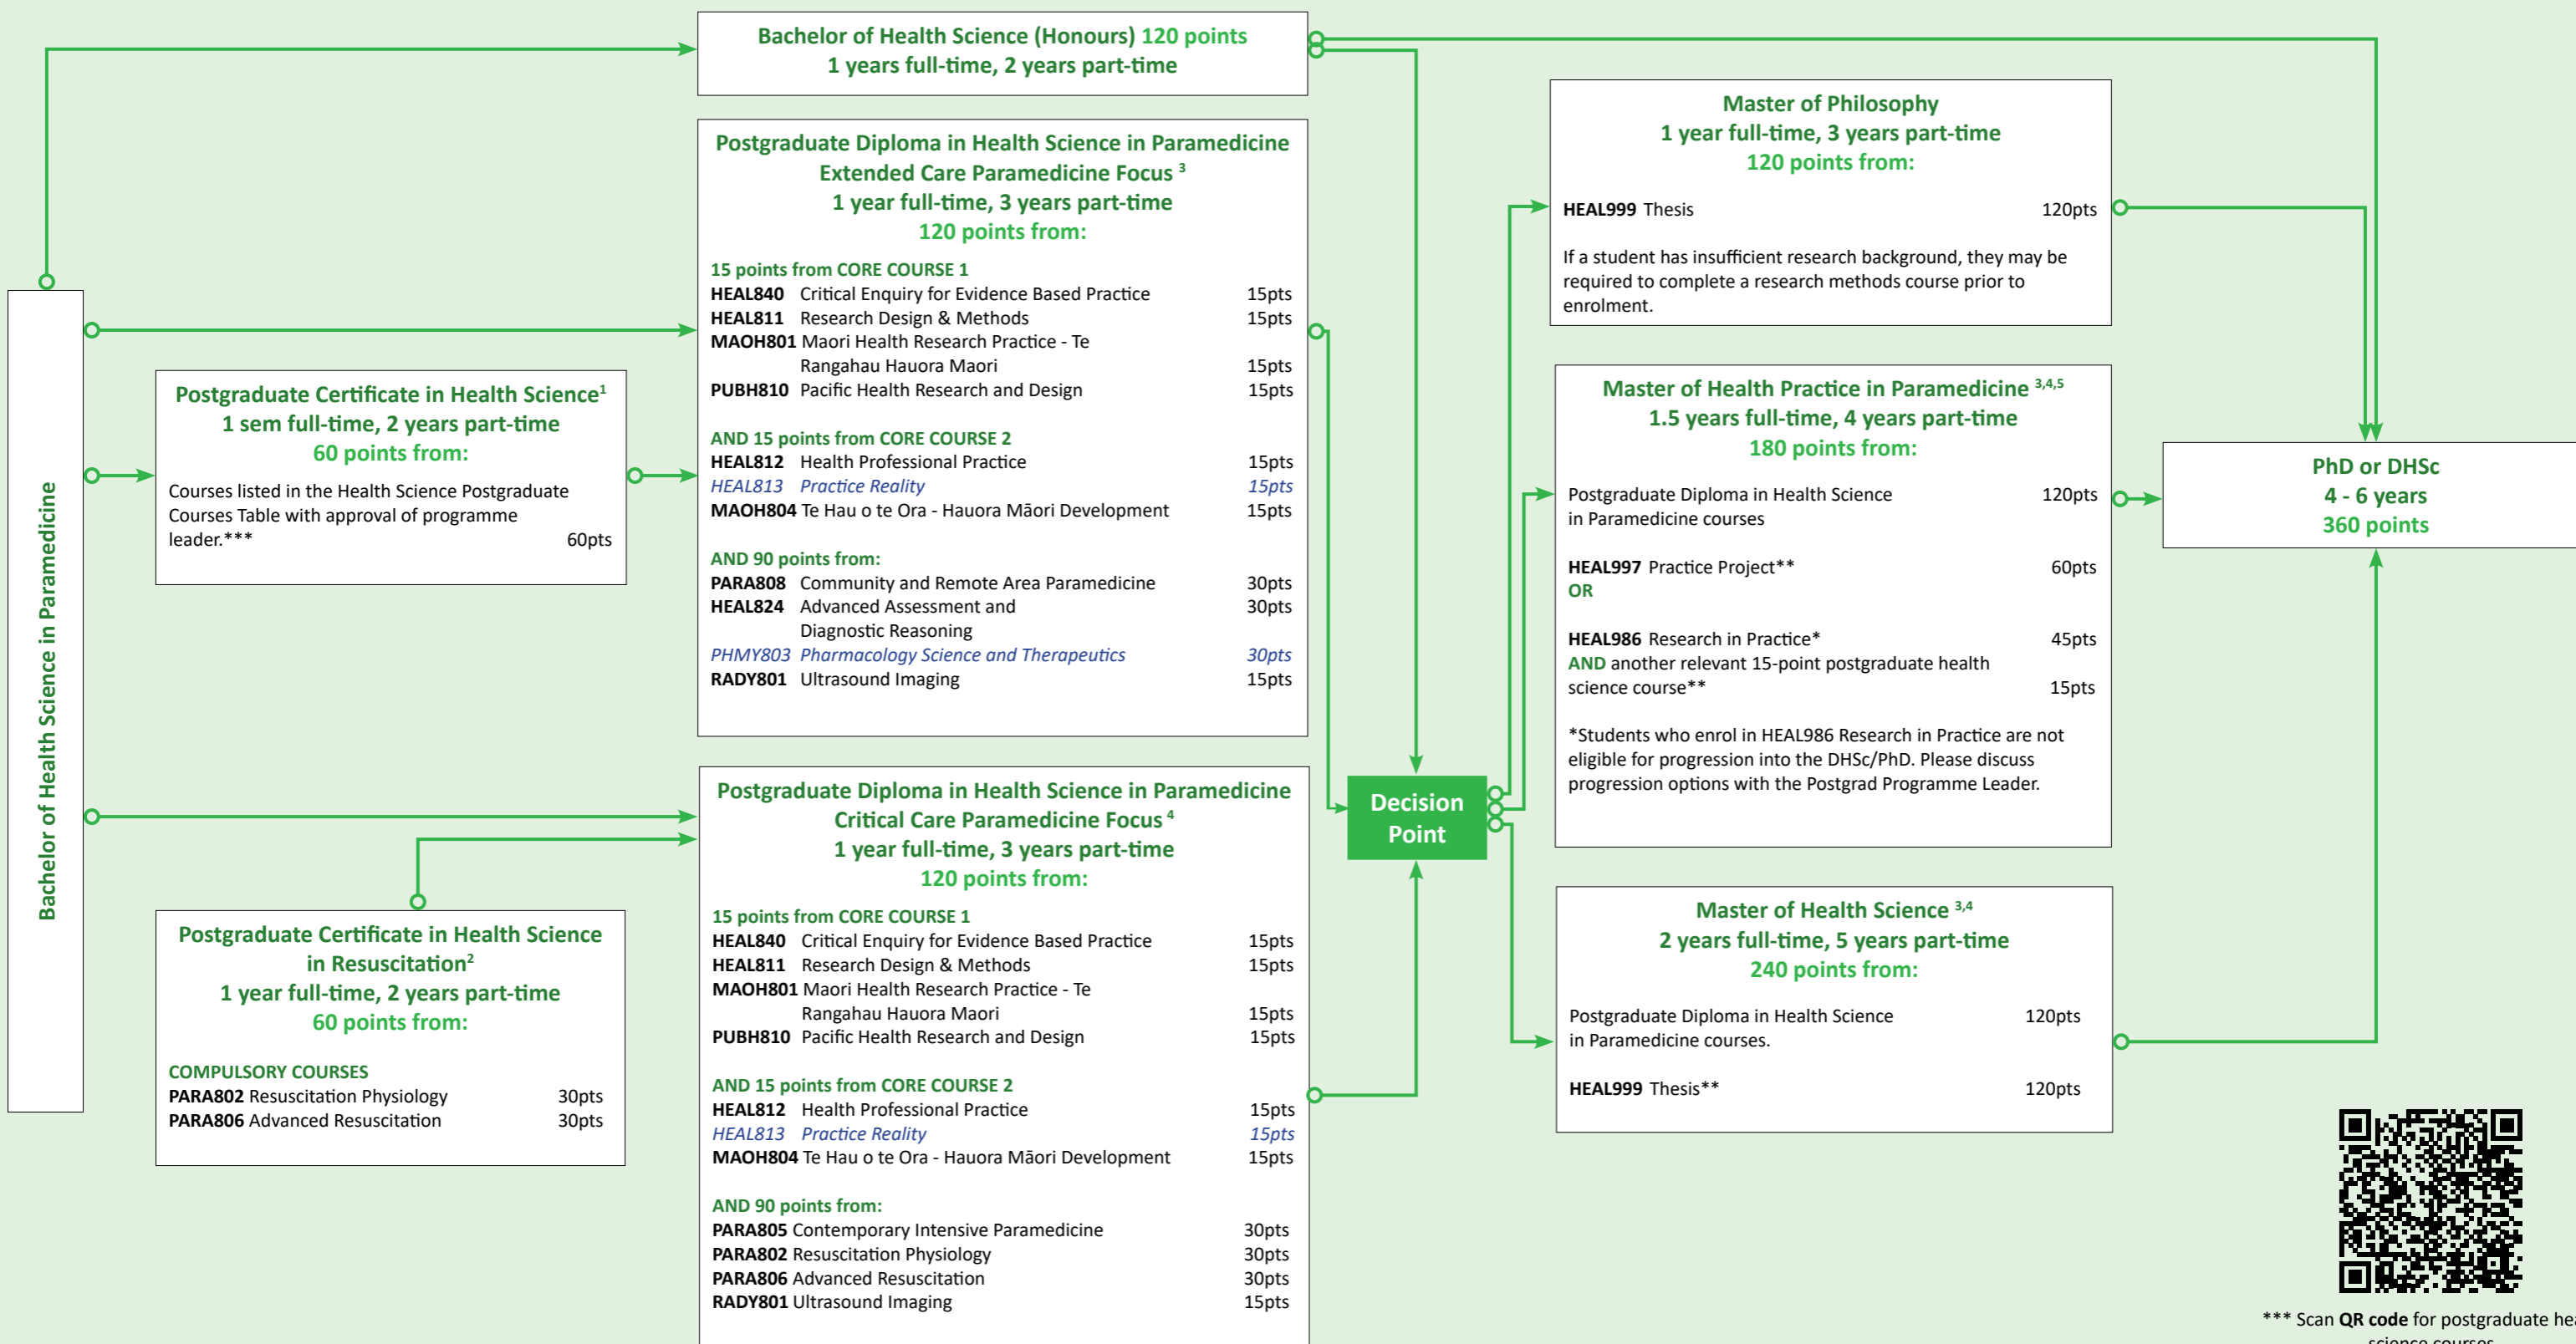 Bachelor of Health Science in Paramedicine
Bachelor of Health Science (Honours) 120 points
1 years full-time, 2 years part-time
Postgraduate Certificate in Health Science¹
1 sem full-time, 2 years part-time
60 points from:
Courses listed in the Health Science Postgraduate
Courses Table with approval of programme
leader.*** 60pts
Postgraduate Certificate in Health Science
in Resuscitation²
1 year full-time, 2 years part-time
60 points from:
COMPULSORY COURSES
PARA802 Resuscitation Physiology 30pts
PARA806 Advanced Resuscitation 30pts
Postgraduate Diploma in Health Science in Paramedicine
Extended Care Paramedicine Focus ³
1 year full-time, 3 years part-time
120 points from:
15 points from CORE COURSE 1
HEAL840 Critical Enquiry for Evidence Based Practice 15pts
HEAL811 Research Design & Methods 15pts
MAOH801 Maori Health Research Practice - Te
Rangahau Hauora Maori 15pts
PUBH810 Pacific Health Research and Design 15pts
AND 15 points from CORE COURSE 2
HEAL812 Health Professional Practice 15pts
HEAL813 Practice Reality 15pts
MAOH804 Te Hau o te Ora - Hauora Māori Development 15pts
AND 90 points from:
PARA808 Community and Remote Area Paramedicine 30pts
HEAL824 Advanced Assessment and 30pts
Diagnostic Reasoning
PHMY803 Pharmacology Science and Therapeutics 30pts
RADY801 Ultrasound Imaging 15pts
Postgraduate Diploma in Health Science in Paramedicine
Critical Care Paramedicine Focus ⁴
1 year full-time, 3 years part-time
120 points from:
15 points from CORE COURSE 1
HEAL840 Critical Enquiry for Evidence Based Practice 15pts
HEAL811 Research Design & Methods 15pts
MAOH801 Maori Health Research Practice - Te
Rangahau Hauora Maori 15pts
PUBH810 Pacific Health Research and Design 15pts
AND 15 points from CORE COURSE 2
HEAL812 Health Professional Practice 15pts
HEAL813 Practice Reality 15pts
MAOH804 Te Hau o te Ora - Hauora Māori Development 15pts
AND 90 points from:
PARA805 Contemporary Intensive Paramedicine 30pts
PARA802 Resuscitation Physiology 30pts
PARA806 Advanced Resuscitation 30pts
RADY801 Ultrasound Imaging 15pts
Decision
Point
Master of Philosophy
1 year full-time, 3 years part-time
120 points from:
HEAL999 Thesis 120pts
If a student has insufficient research background, they may be
required to complete a research methods course prior to
enrolment.
Master of Health Practice in Paramedicine ³,⁴,⁵
1.5 years full-time, 4 years part-time
180 points from:
Postgraduate Diploma in Health Science 120pts
in Paramedicine courses
HEAL997 Practice Project** 60pts
OR
HEAL986 Research in Practice* 45pts
AND another relevant 15-point postgraduate health
science course** 15pts
*Students who enrol in HEAL986 Research in Practice are not
eligible for progression into the DHSc/PhD. Please discuss
progression options with the Postgrad Programme Leader.
Master of Health Science ³,⁴
2 years full-time, 5 years part-time
240 points from:
Postgraduate Diploma in Health Science 120pts
in Paramedicine courses.
HEAL999 Thesis** 120pts
PhD or DHSc
4 - 6 years
360 points
*** Scan QR code for postgraduate
science courses